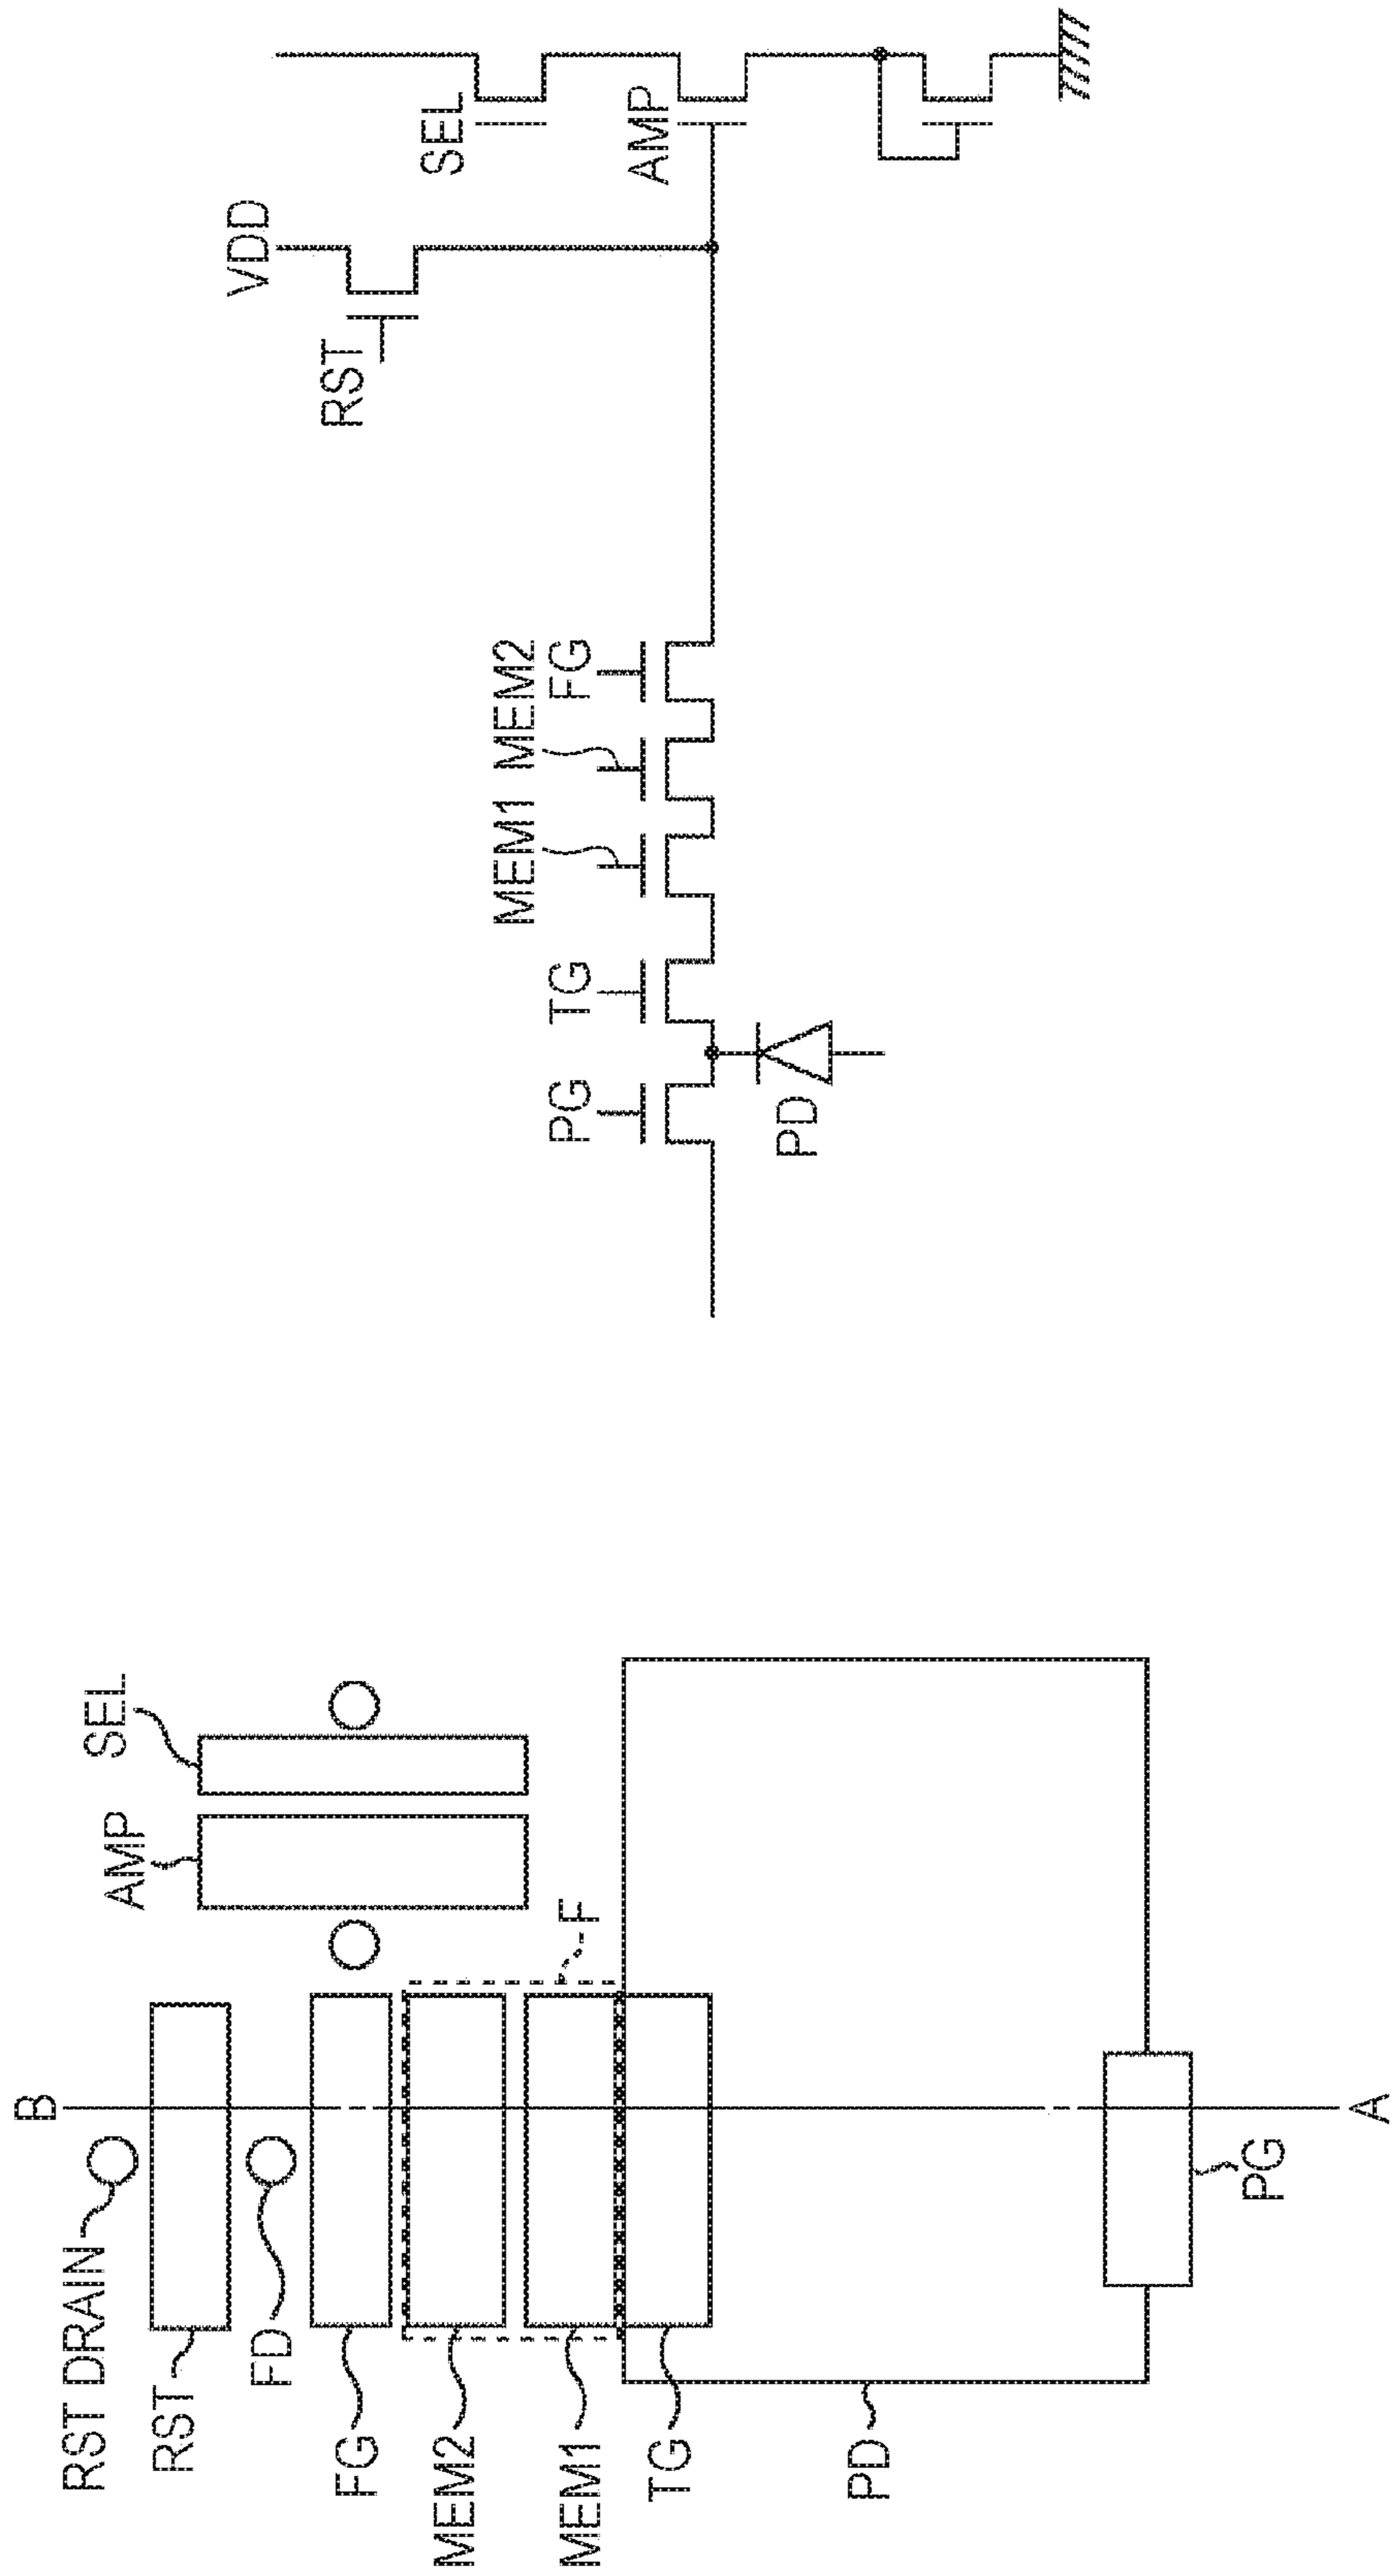 B
RST DRAIN
RST
FD
FG
MEM2
MEM1
TG
PD
AMP
SEL
F
PG
A
PG
TG
MEM1
MEM2
FG
PD
RST
VDD
SEL
AMP